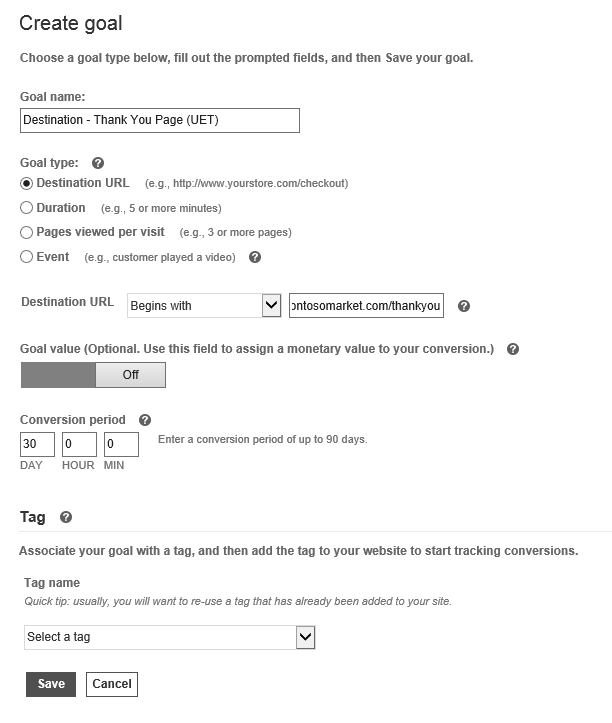 Create goal
Choose a goal type below, fill out the prompted fields, and then Save your goal.
Goal name:
Destination - Thank You Page (UET)
Goal type: ?
Destination URL (e.g., http://www.yourstore.com/checkout)
Duration (e.g., 5 or more minutes)
Pages viewed per visit (e.g., 3 or more pages)
Event (e.g., customer played a video) ?
Destination URL Begins with ontosomarket.com/thankyou ?
Goal value (Optional. Use this field to assign a monetary value to your conversion.) ?
Off
Conversion period ?
30 0 0 Enter a conversion period of up to 90 days.
DAY HOUR MIN
Tag ?
Associate your goal with a tag, and then add the tag to your website to start tracking conversions.
Tag name
Quick tip: usually, you will want to re-use a tag that has already been added to your site.
Select a tag
Save Cancel